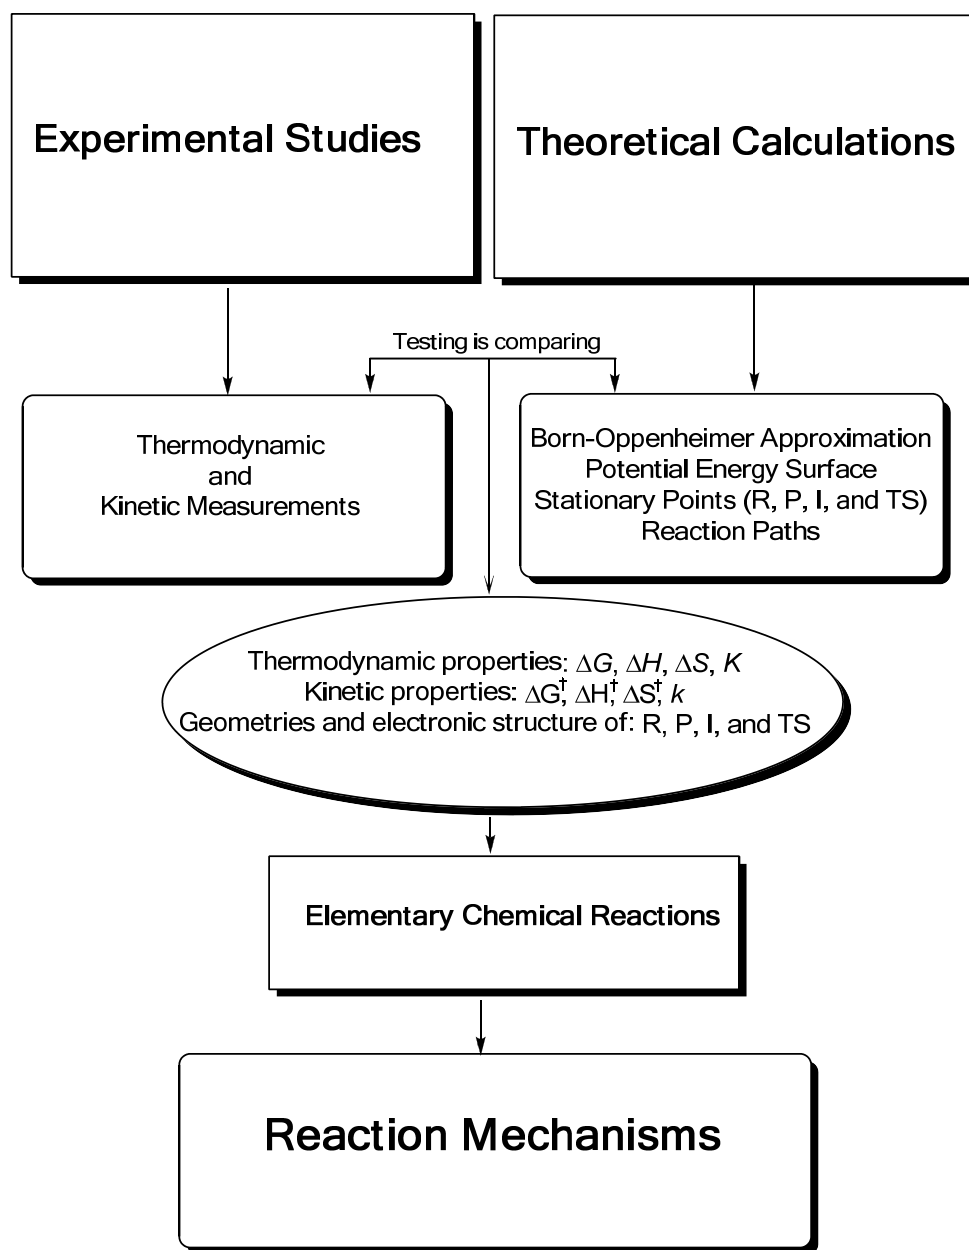 Experimental Studies
Theoretical Calculations
Testing is comparing
Thermodynamic
and
Kinetic Measurements
Born-Oppenheimer Approximation
Potential Energy Surface
Stationary Points (R, P, I, and TS)
Reaction Paths
Thermodynamic properties: ΔG, ΔH, ΔS, K
Kinetic properties: ΔG†, ΔH†, ΔS†, k
Geometries and electronic structure of: R, P, I, and TS
Elementary Chemical Reactions
Reaction Mechanisms